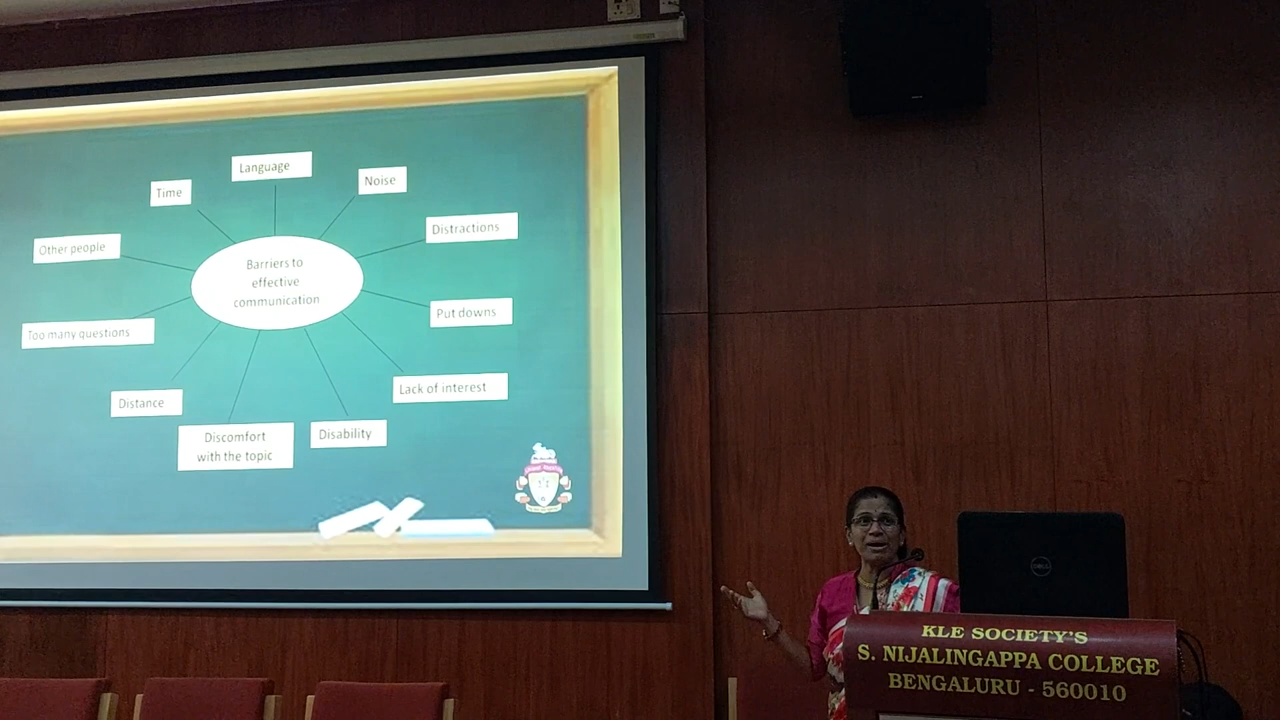 Language
Time
Noise
Distractions
Other people
Barriers to
effective
communication
Put downs
Too many questions
Lack of interest
Distance
Discomfort
with the topic
Disability
DELL
KLE SOCIETY'S
S. NIJALINGAPPA COLLEGE
BENGALURU - 560010